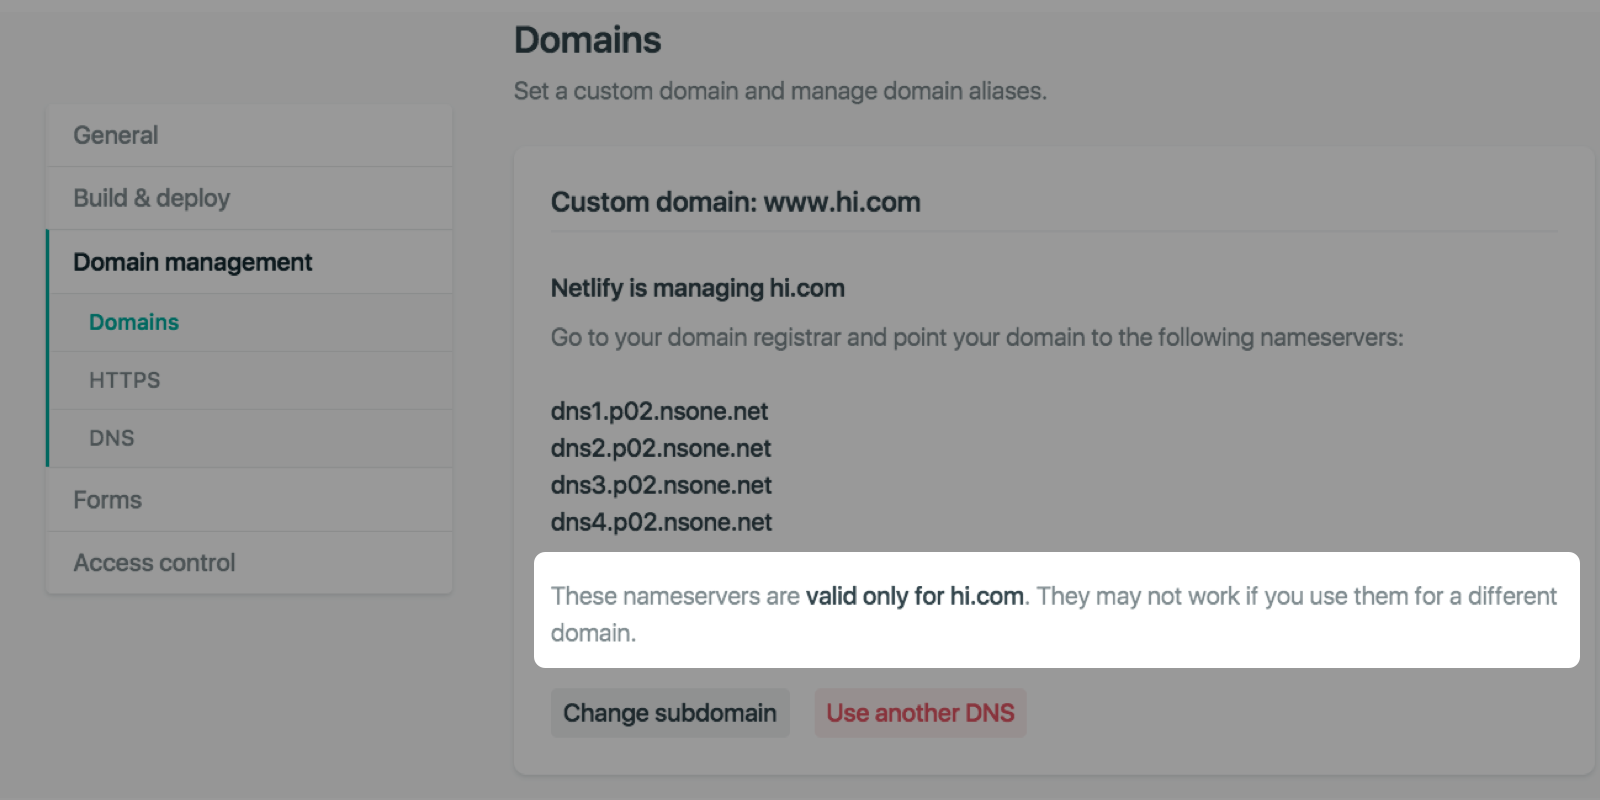 Domains
Set a custom domain and manage domain aliases.
General
Build & deploy
Domain management
Domains
HTTPS
DNS
Forms
Access control
Custom domain: www.hi.com
Netlify is managing hi.com
Go to your domain registrar and point your domain to the following nameservers:
dns1.p02.nsone.net
dns2.p02.nsone.net
dns3.p02.nsone.net
dns4.p02.nsone.net
These nameservers are valid only for hi.com. They may not work if you use them for a different
domain.
Change subdomain
Use another DNS